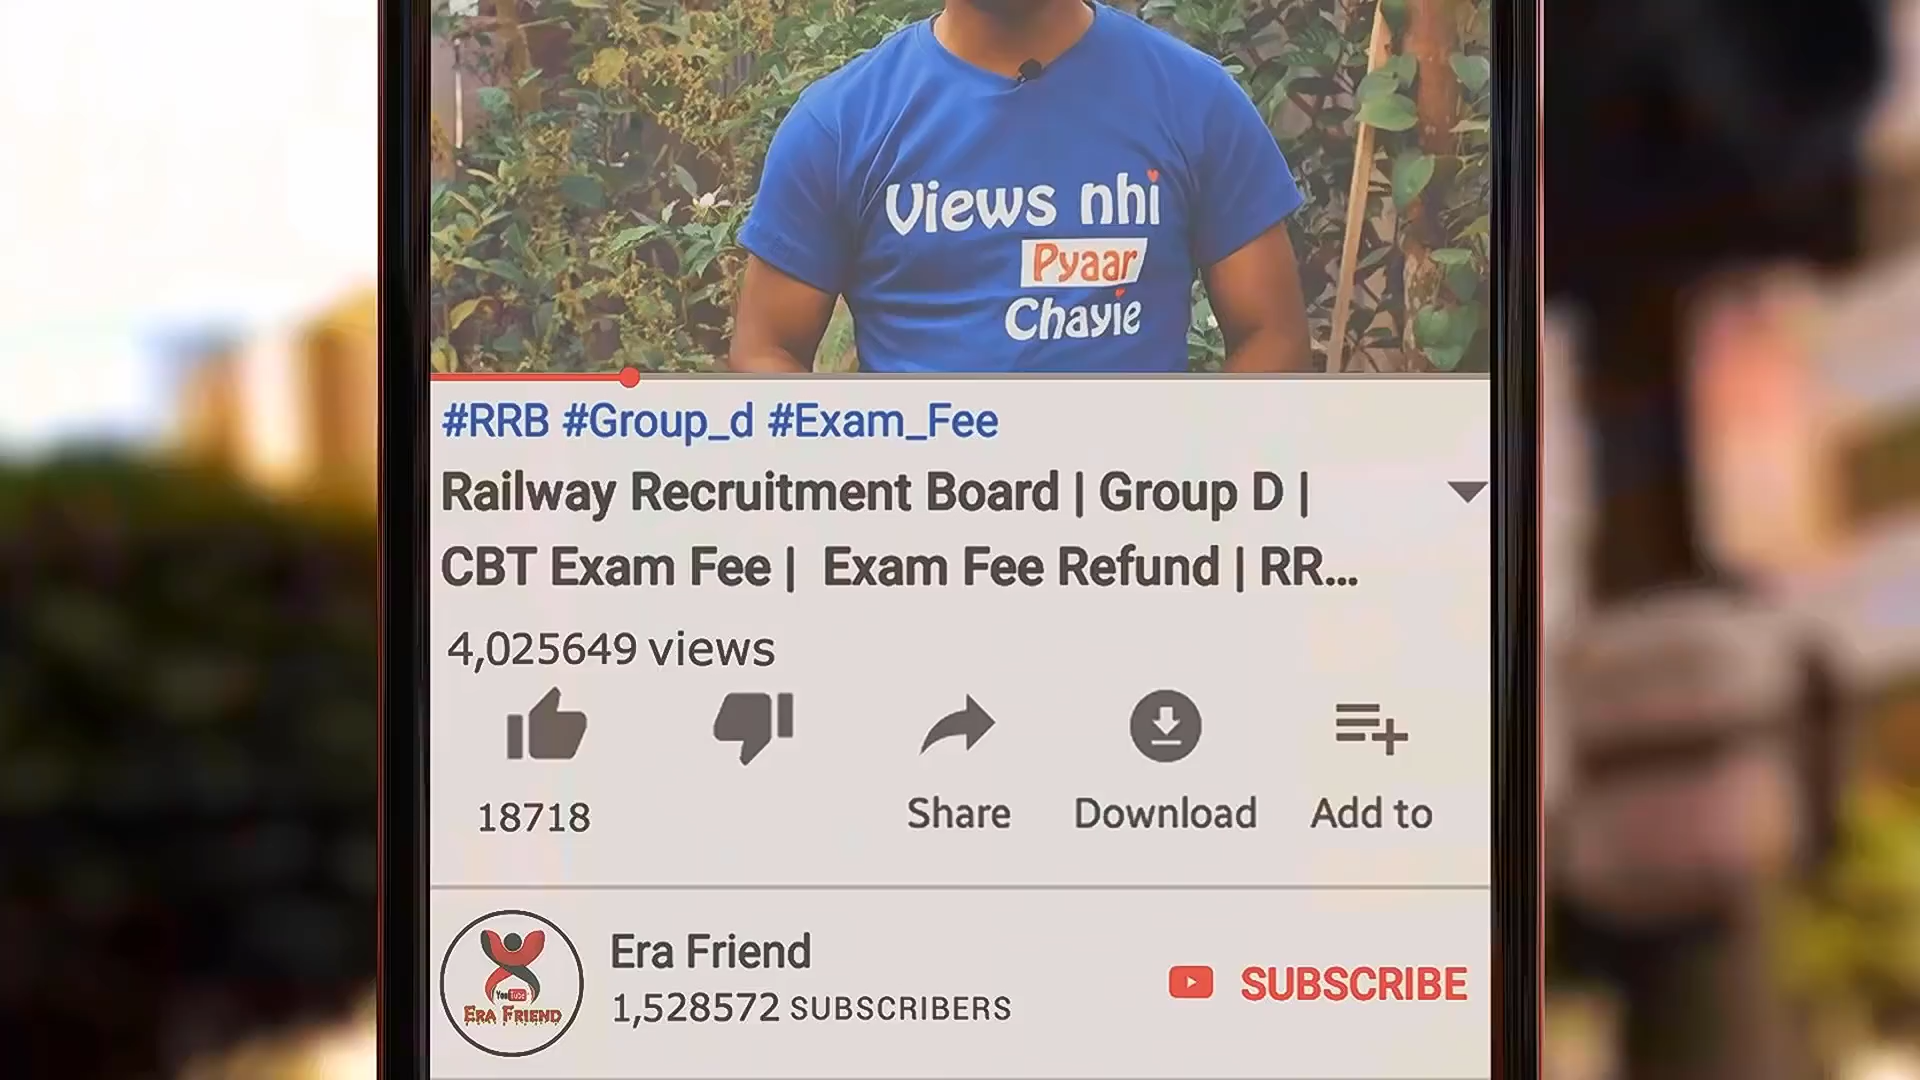 Views nhi
Pyaar
Chayie
#RRB #Group_d #Exam_Fee
Railway Recruitment Board | Group D |
CBT Exam Fee | Exam Fee Refund | RR...
4,025649 views
18718
Share
Download
Add to
YouTube
ERA FRIEND
Era Friend
1,528572 SUBSCRIBERS
SUBSCRIBE